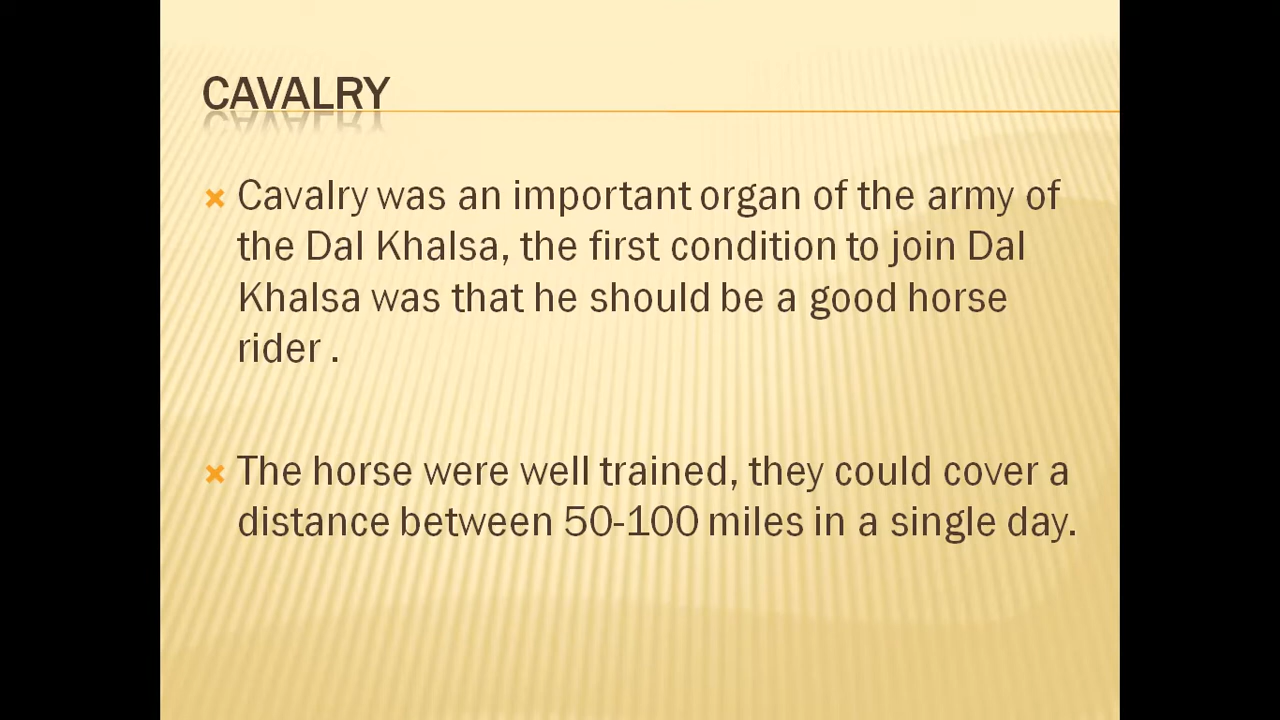 CAVALRY
Cavalry was an important organ of the army of
the Dal Khalsa, the first condition to join Dal
Khalsa was that he should be a good horse
rider .
The horse were well trained, they could cover a
distance between 50-100 miles in a single day.